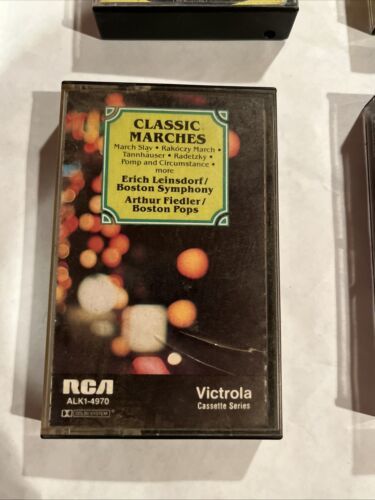 CLASSIC
MARCHES
March Slav • Rakóczy March •
Tannhäuser • Radetzky •
Pomp and Circumstance •
more
Erich Leinsdorf/
Boston Symphony
Arthur Fiedler/
Boston Pops
RCA
ALK1-4970
DOLBY SYSTEM
Victrola
Cassette Series